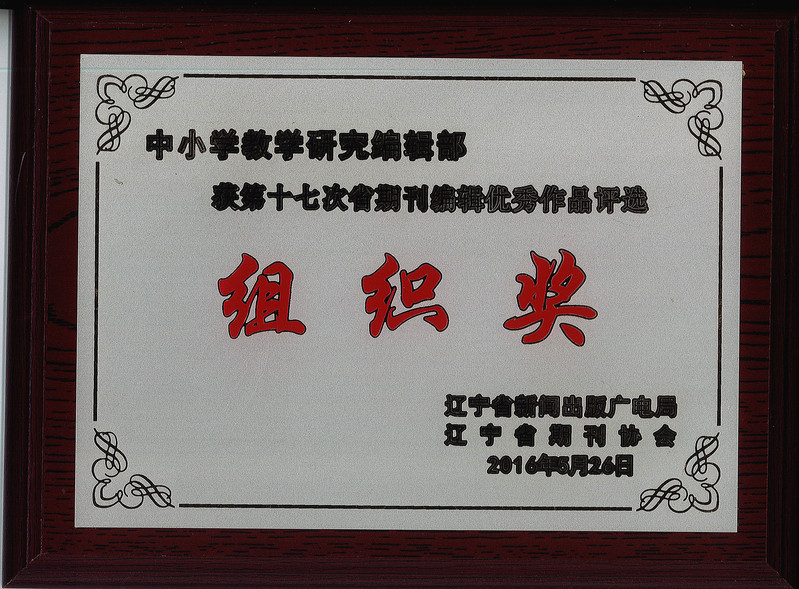 中小学教学研究编辑部
获第十七次省期刊编辑优秀作品评选
组织奖
辽宁省新闻出版广电局
辽宁省期刊协会
2016年5月26日